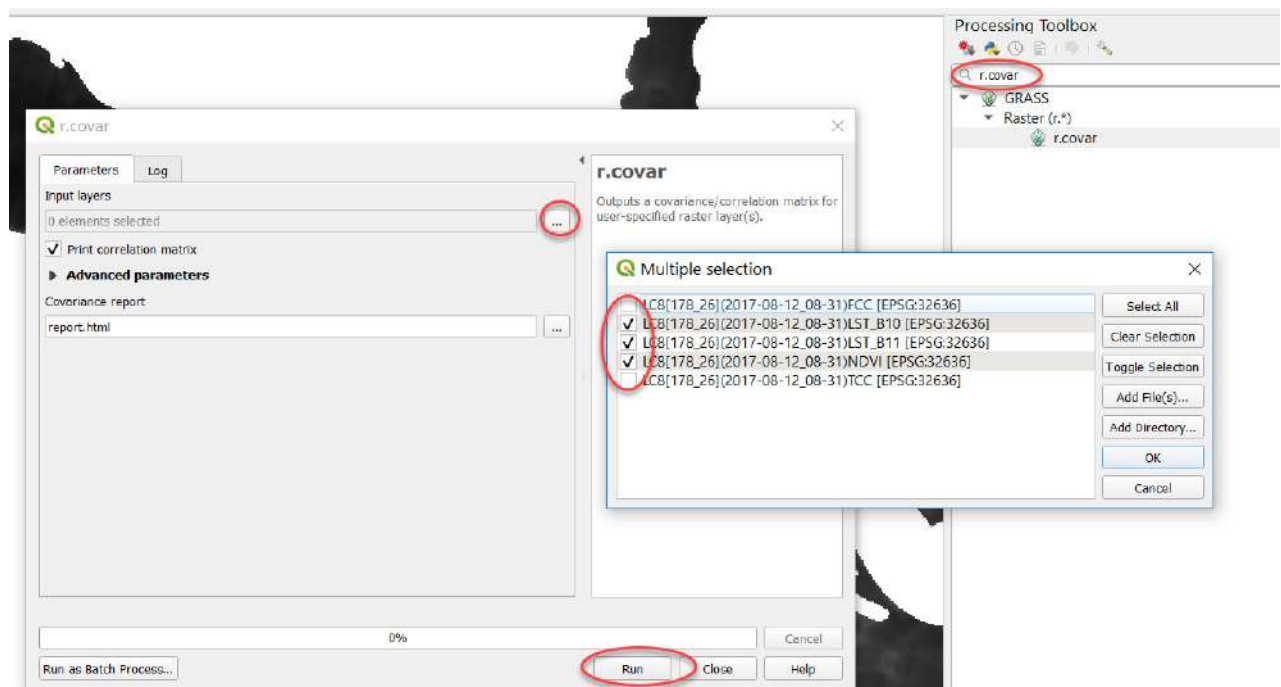 Processing Toolbox
r.covar
GRASS
Raster (r.*)
r.covar
r.covar
Parameters
Log
Input layers
0 elements selected
...
Print correlation matrix
Advanced parameters
Covariance report
report.html
...
r.covar
Outputs a covariance/correlation matrix for
user-specified raster layer(s).
Multiple selection
LC8[178_26](2017-08-12_08-31)FCC [EPSG:32636]
LC8[178_26](2017-08-12_08-31)LST_B10 [EPSG:32636]
LC8[178_26](2017-08-12_08-31)LST_B11 [EPSG:32636]
LC8[178_26](2017-08-12_08-31)NDVI [EPSG:32636]
LC8[178_26](2017-08-12_08-31)TCC [EPSG:32636]
Select All
Clear Selection
Toggle Selection
Add File(s)...
Add Directory...
OK
Cancel
0%
Cancel
Run as Batch Process...
Run
Close
Help